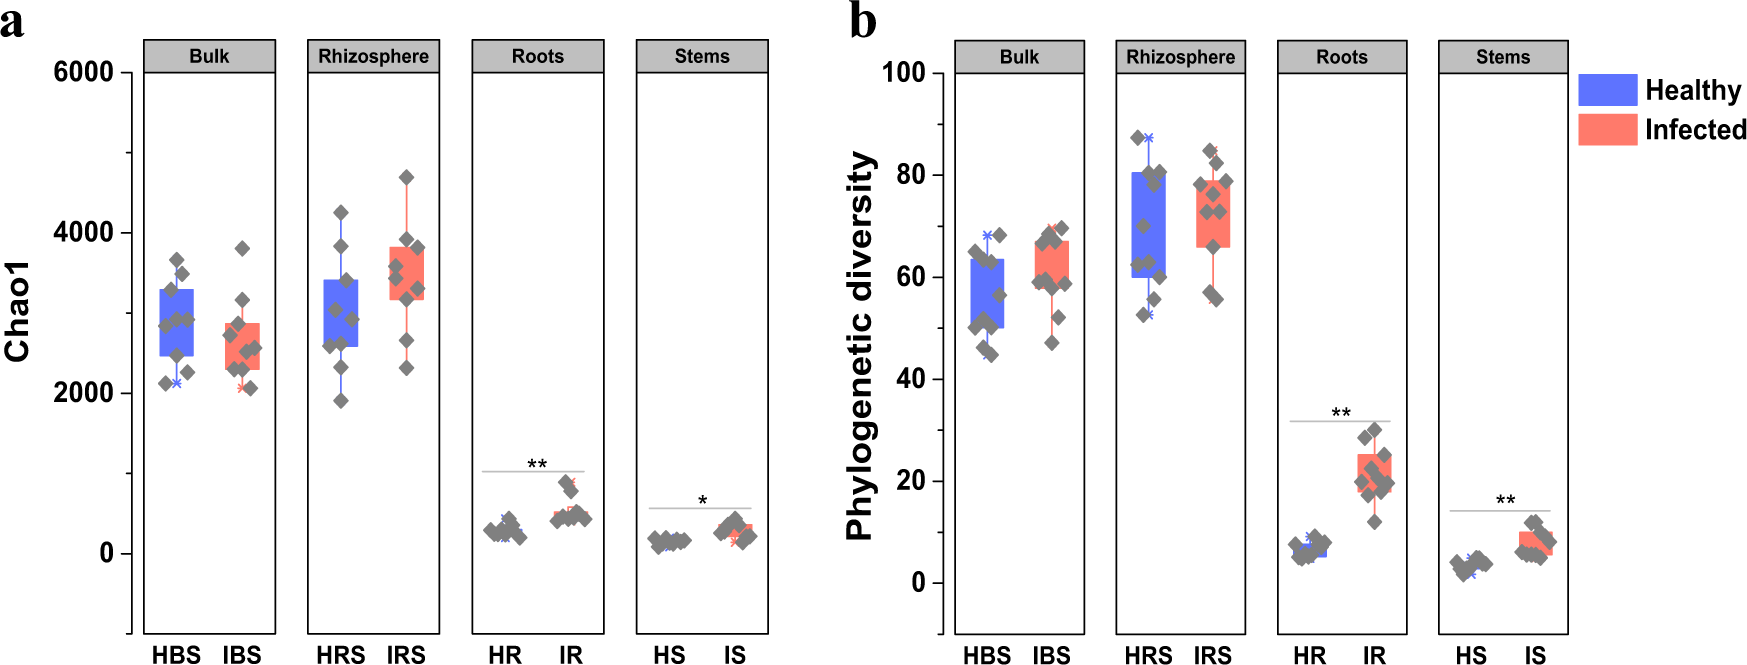 a
Bulk Rhizosphere Roots Stems
Chao1
6000
4000
2000
0
** *
HBS IBS HRS IRS HR IR HS IS
b
Bulk Rhizosphere Roots Stems
Phylogenetic diversity
100
80
60
40
20
0
** **
HBS IBS HRS IRS HR IR HS IS
Healthy
Infected